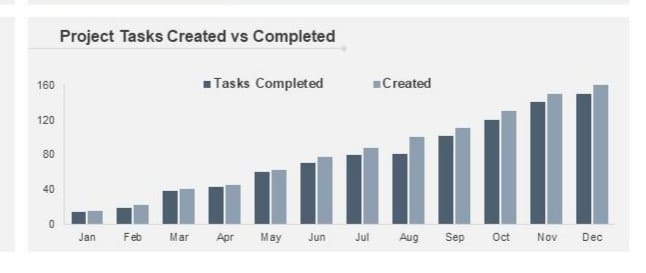 Project Tasks Created vs Completed
Tasks Completed Created
160
120
80
40
0
Jan Feb Mar Apr May Jun Jul Aug Sep Oct Nov Dec